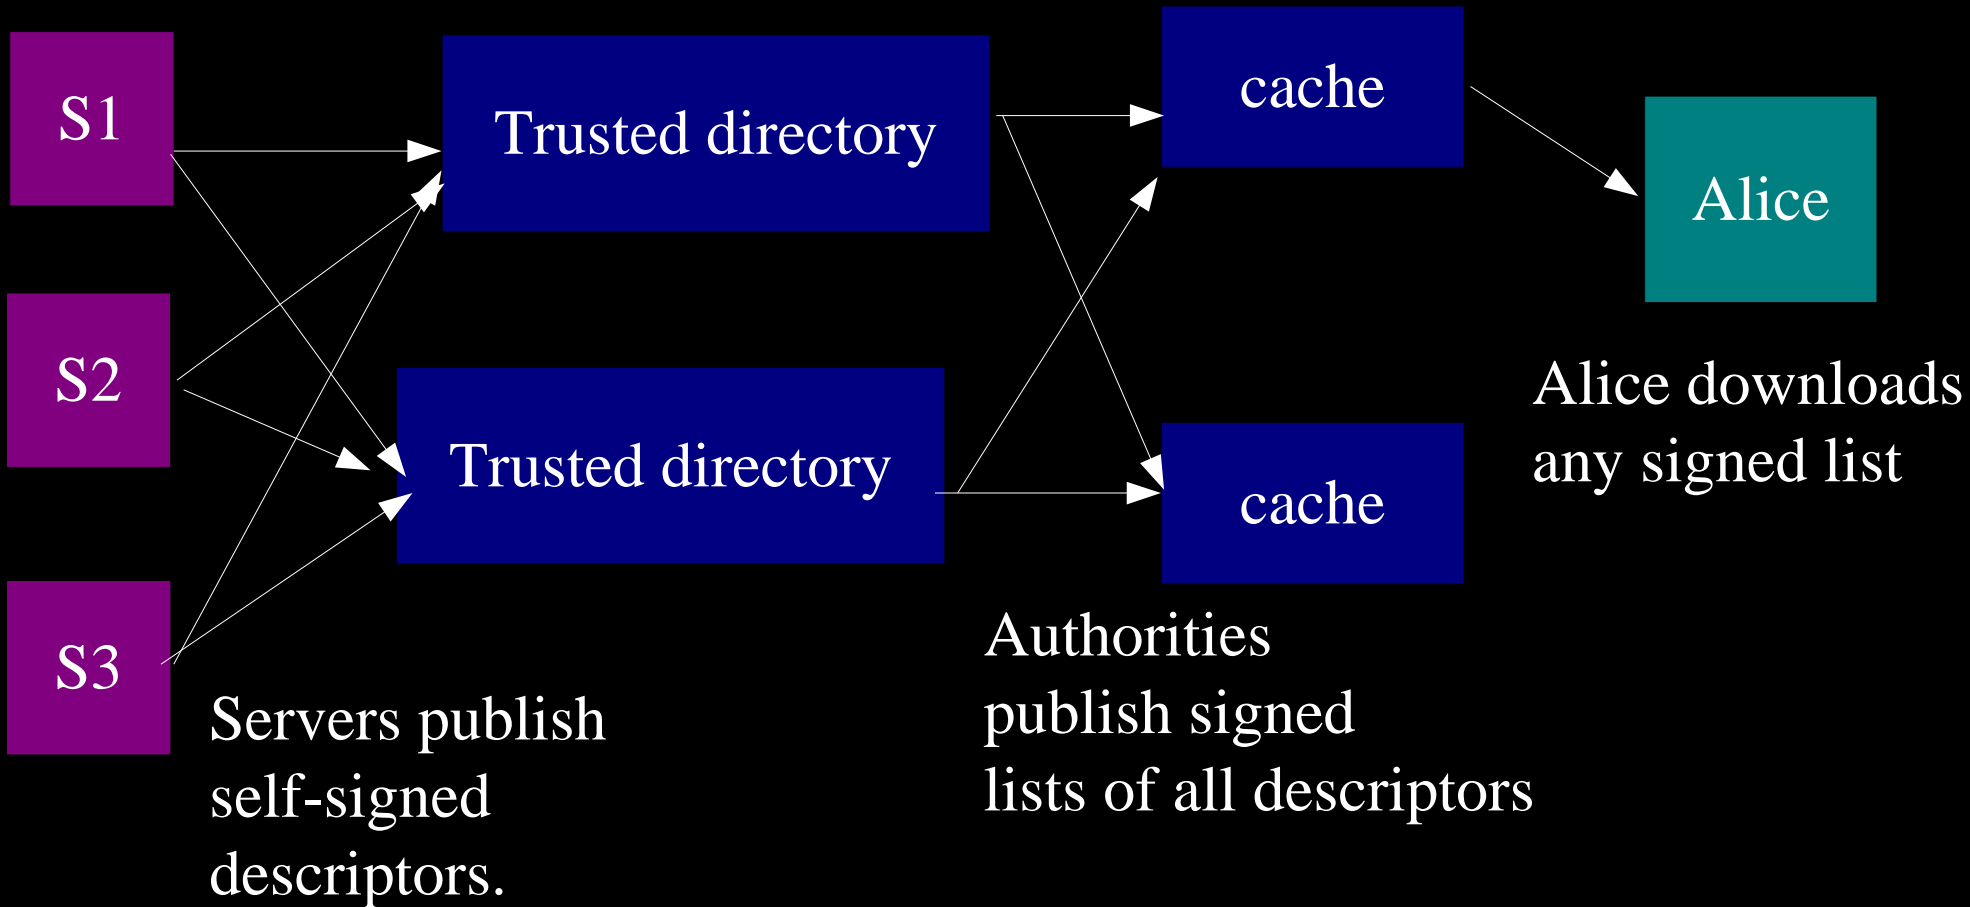 S1
Trusted directory
cache
Alice
S2
Trusted directory
cache
Alice downloads
any signed list
S3
Servers publish
self-signed
descriptors.
Authorities
publish signed
lists of all descriptors